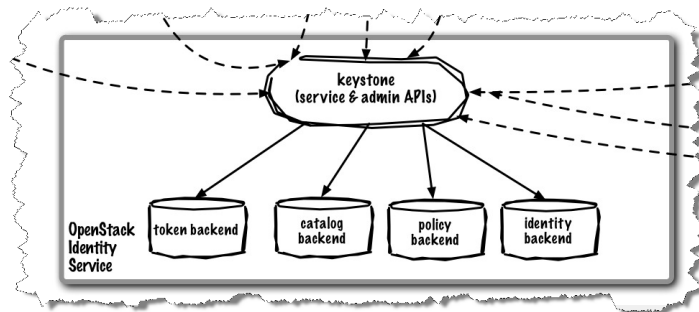 keystone
(service & admin APIs)
token backend
catalog
backend
policy
backend
identity
backend
OpenStack
Identity
Service